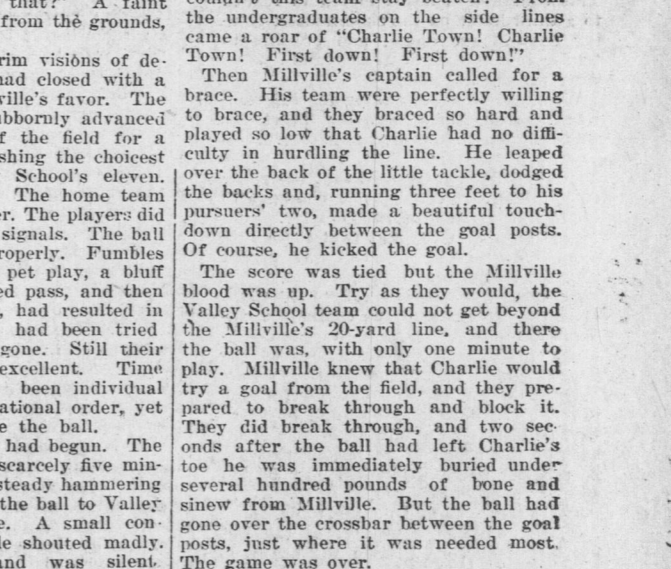 that? A faint
from the grounds,
rim visions of de-
had closed with a
ville's favor. The
ubbornly advanced
f the field for a
shing the choicest
School's eleven.
The home team
er. The players did
signals. The ball
roperly. Fumbles
pet play, a bluff
ed pass, and then
, had resulted in
had been tried
gone. Still their
excellent. Time
been individual
ational order, yet
e the ball.
had begun. The
scarcely five min-
steady hammering
the ball to Valley
e. A small con-
le shouted madly.
and was silent.
couldn't this team stay beaten? From
the undergraduates on the side lines
came a roar of "Charlie Town! Charlie
Town! First down! First down!"
Then Millville's captain called for a
brace. His team were perfectly willing
to brace, and they braced so hard and
played so low that Charlie had no diffi-
culty in hurdling the line. He leaped
over the back of the little tackle, dodged
the backs and, running three feet to his
pursuers' two, made a beautiful touch-
down directly between the goal posts.
Of course, he kicked the goal.
The score was tied but the Millville
blood was up. Try as they would, the
Valley School team could not get beyond
the Millville's 20-yard line, and there
the ball was, with only one minute to
play. Millville knew that Charlie would
try a goal from the field, and they pre-
pared to break through and block it.
They did break through, and two sec-
onds after the ball had left Charlie's
toe he was immediately buried under
several hundred pounds of bone and
sinew from Millville. But the ball had
gone over the crossbar between the goal
posts, just where it was needed most.
The game was over.